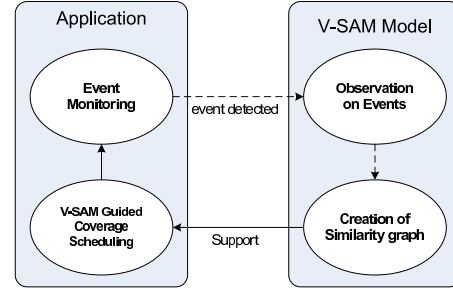 Application
V-SAM Model
Event
Monitoring
event detected
Observation
on Events
V-SAM Guided
Coverage
Scheduling
Support
Creation of
Similarity graph